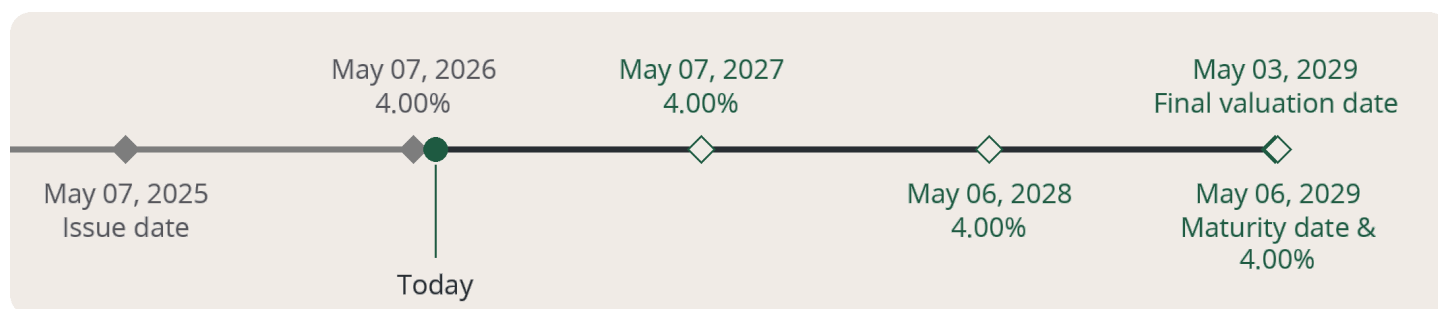 May 07, 2026
4.00%
May 07, 2027
4.00%
May 03, 2029
Final valuation date
May 07, 2025
Issue date
May 06, 2028
4.00%
May 06, 2029
Maturity date &
4.00%
Today